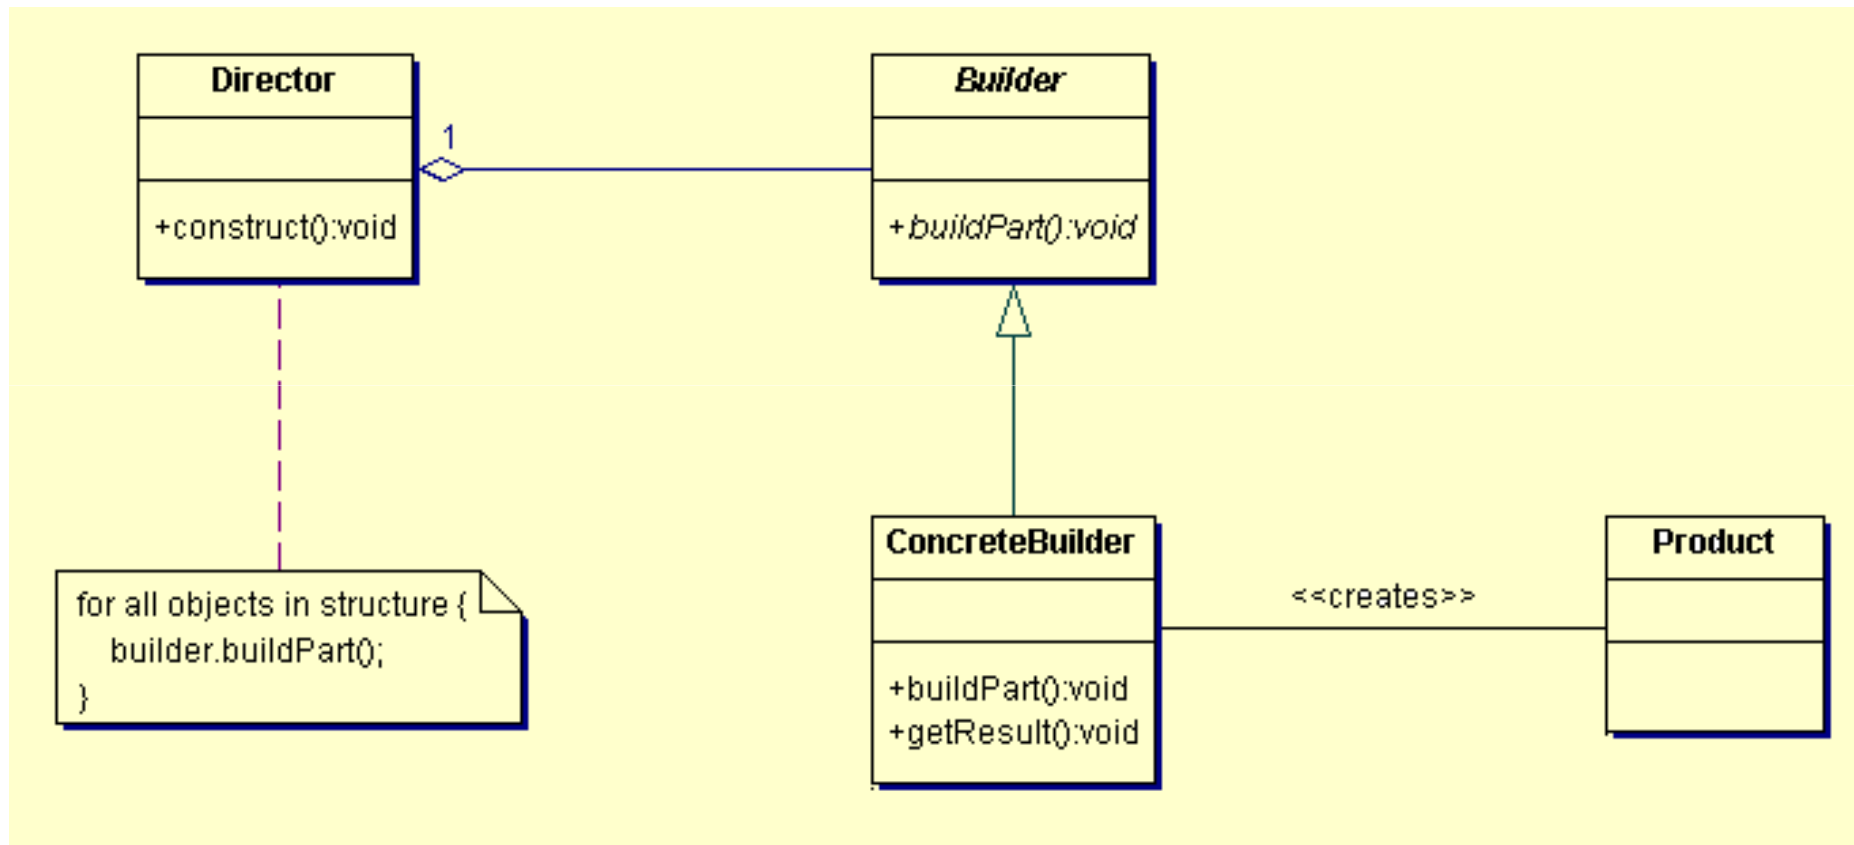 Director
+construct():void
1
Builder
+buildPart():void
for all objects in structure {
builder.buildPart();
}
ConcreteBuilder
+buildPart():void
+getResult():void
<<creates>>
Product